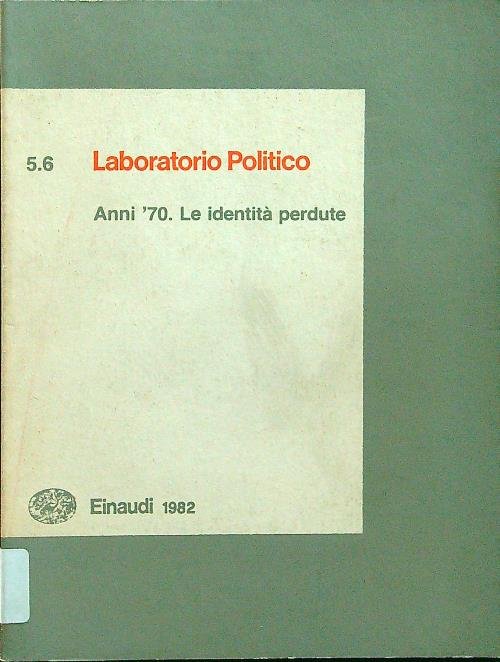 5.6 Laboratorio Politico
Anni '70. Le identità perdute
Einaudi 1982